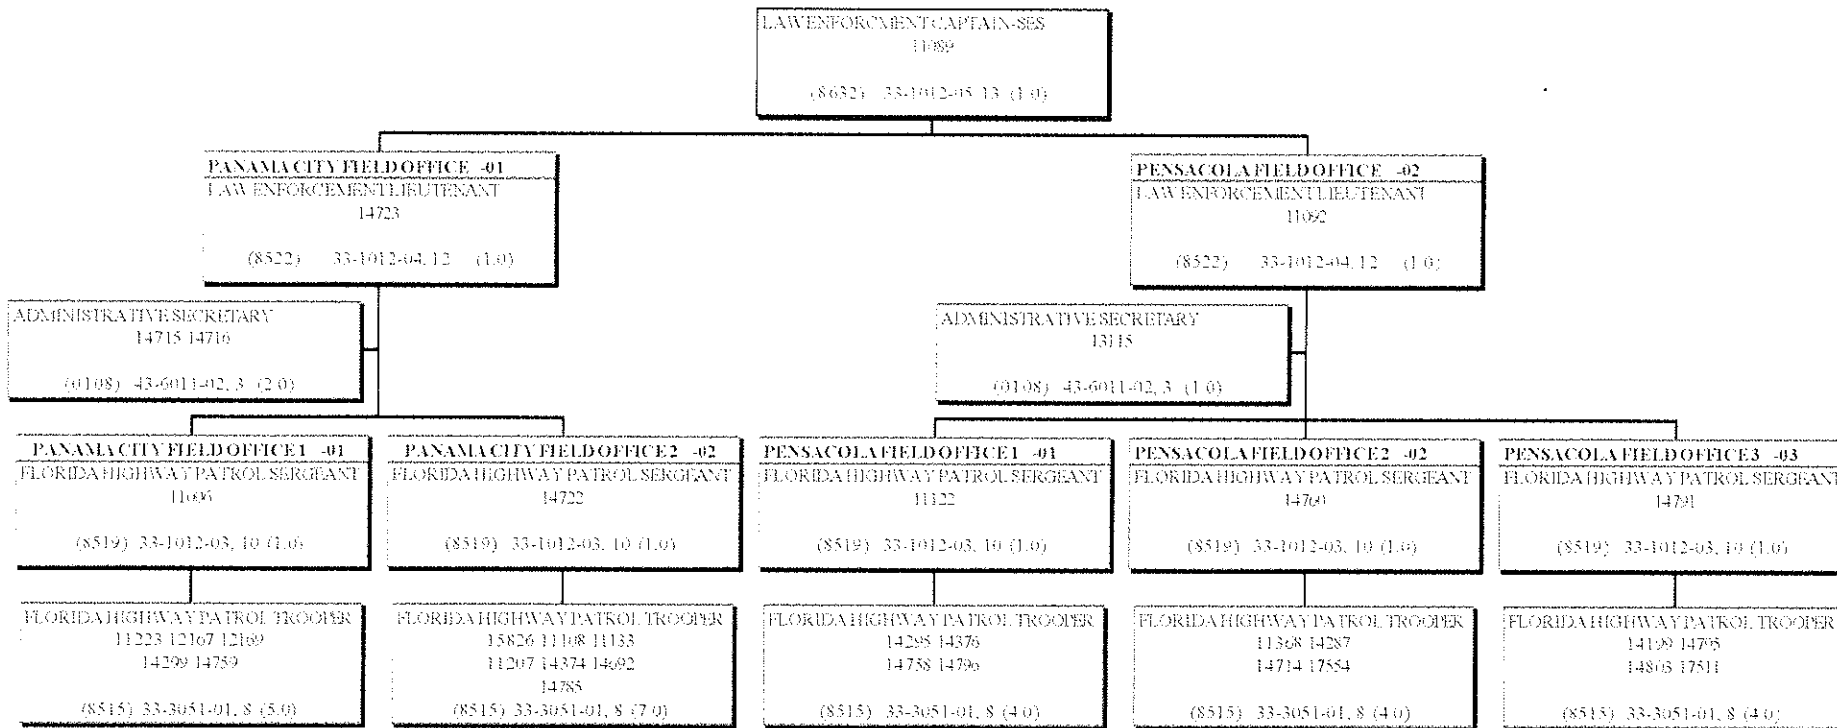 LAW ENFORCMENT CAPTAIN-SES
11089
(8632) 33-1012-05 13 (1.0)
PANAMA CITY FIELD OFFICE -01
LAW ENFORCEMENT LIEUTENANT
14723
(8522) 33-1012-04, 12 (1.0)
PENSACOLA FIELD OFFICE -02
LAW ENFORCEMENT LIEUTENANT
11092
(8522) 33-1012-04, 12 (1.0)
ADMINISTRATIVE SECRETARY
14715 14716
(0108) 43-6011-02, 3 (2.0)
ADMINISTRATIVE SECRETARY
13115
(0108) 43-6011-02, 3 (1.0)
PANAMA CITY FIELD OFFICE 1 -01
FLORIDA HIGHWAY PATROL SERGEANT
(8519) 33-1012-03, 10 (1.0)
PANAMA CITY FIELD OFFICE 2 -02
FLORIDA HIGHWAY PATROL SERGEANT
14722
(8519) 33-1012-03, 10 (1.0)
PENSACOLA FIELD OFFICE 1 -01
FLORIDA HIGHWAY PATROL SERGEANT
11122
(8519) 33-1012-03, 10 (1.0)
PENSACOLA FIELD OFFICE 2 -02
FLORIDA HIGHWAY PATROL SERGEANT
14760
(8519) 33-1012-03, 10 (1.0)
PENSACOLA FIELD OFFICE 3 -03
FLORIDA HIGHWAY PATROL SERGEANT
14791
(8519) 33-1012-03, 10 (1.0)
FLORIDA HIGHWAY PATROL TROOPER
11223 12167 12169
14299 14759
(8515) 33-3051-01, 8 (5.0)
FLORIDA HIGHWAY PATROL TROOPER
15826 11108 11133
11207 14374 14692
14785
(8515) 33-3051-01, 8 (7.0)
FLORIDA HIGHWAY PATROL TROOPER
14295 14376
14758 14796
(8515) 33-3051-01, 8 (4.0)
FLORIDA HIGHWAY PATROL TROOPER
11368 14287
14714 17554
(8515) 33-3051-01, 8 (4.0)
FLORIDA HIGHWAY PATROL TROOPER
14199 14795
14803 17511
(8515) 33-3051-01, 8 (4.0)